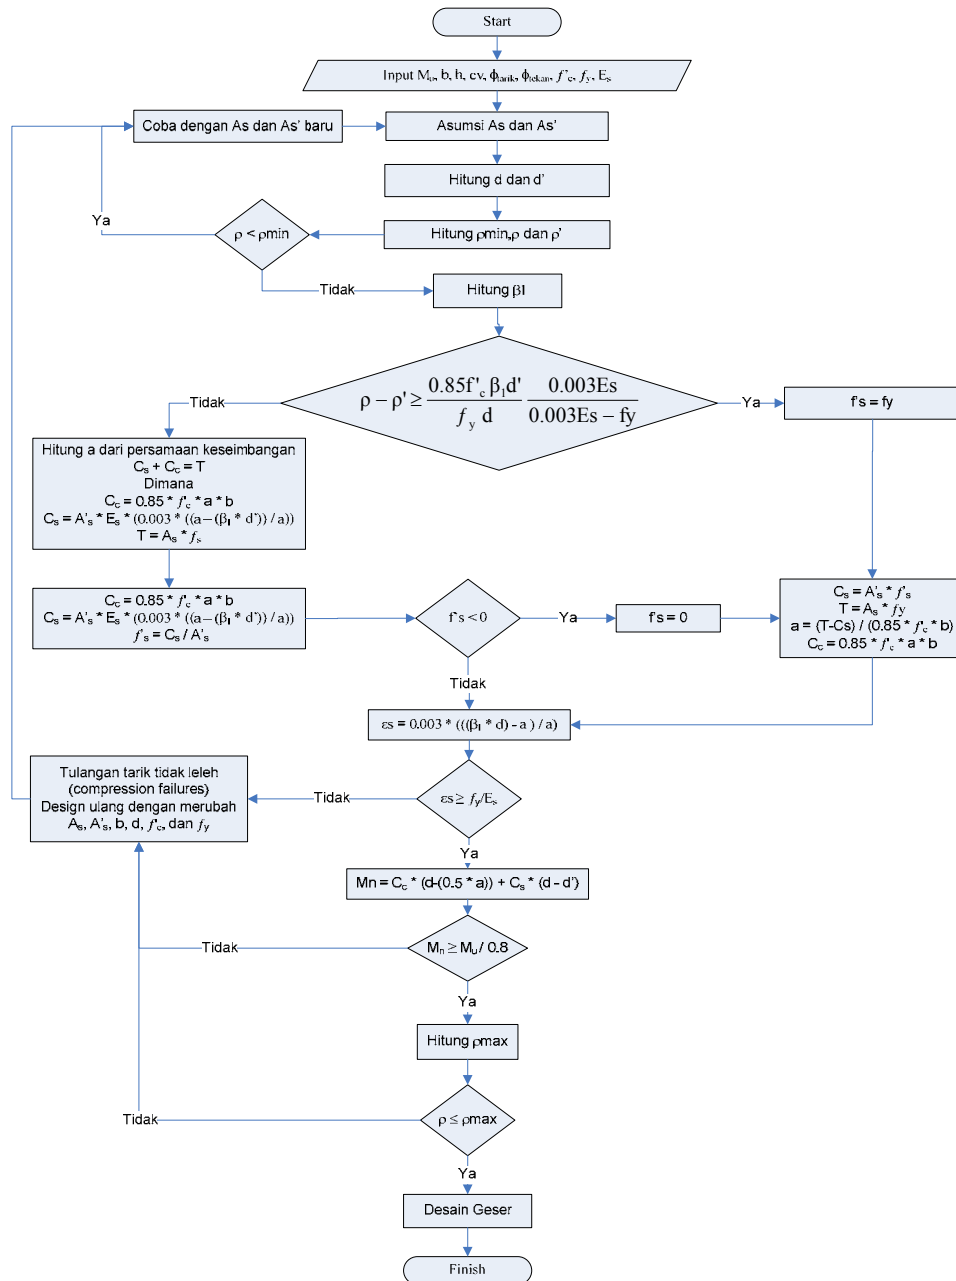 Start
Input Mu, b, h, cv, ϕtarik, ϕtekan, f'c, fy, Es
Coba dengan As dan As' baru
Asumsi As dan As'
Hitung d dan d'
Ya
ρ < ρmin
Hitung ρmin,ρ dan ρ'
Tidak
Hitung βl
ρ − ρ' ≥ 0.85f'c β1d' / fy d 0.003Es / 0.003Es − fy
Tidak
Ya
f's = fy
Hitung a dari persamaan keseimbangan
Cs + Cc = T
Dimana
Cc = 0.85 * f'c * a * b
Cs = A's * Es * (0.003 * ((a – (βl * d')) / a))
T = As * fs
Cc = 0.85 * f'c * a * b
Cs = A's * Es * (0.003 * ((a – (βl * d')) / a))
f's = Cs / A's
f's < 0
Ya
f's = 0
Cs = A's * f's
T = As * fy
a = (T-Cs) / (0.85 * f'c * b)
Cc = 0.85 * f'c * a * b
Tidak
εs = 0.003 * (((βl * d) - a ) / a)
Tulangan tarik tidak leleh
(compression failures)
Design ulang dengan merubah
As, A's, b, d, f'c, dan fy
Tidak
εs ≥ fy/Es
Ya
Mn = Cc * (d-(0.5 * a)) + Cs * (d - d')
Tidak
Mn ≥ Mu / 0.8
Ya
Hitung ρmax
Tidak
ρ ≤ ρmax
Ya
Desain Geser
Finish